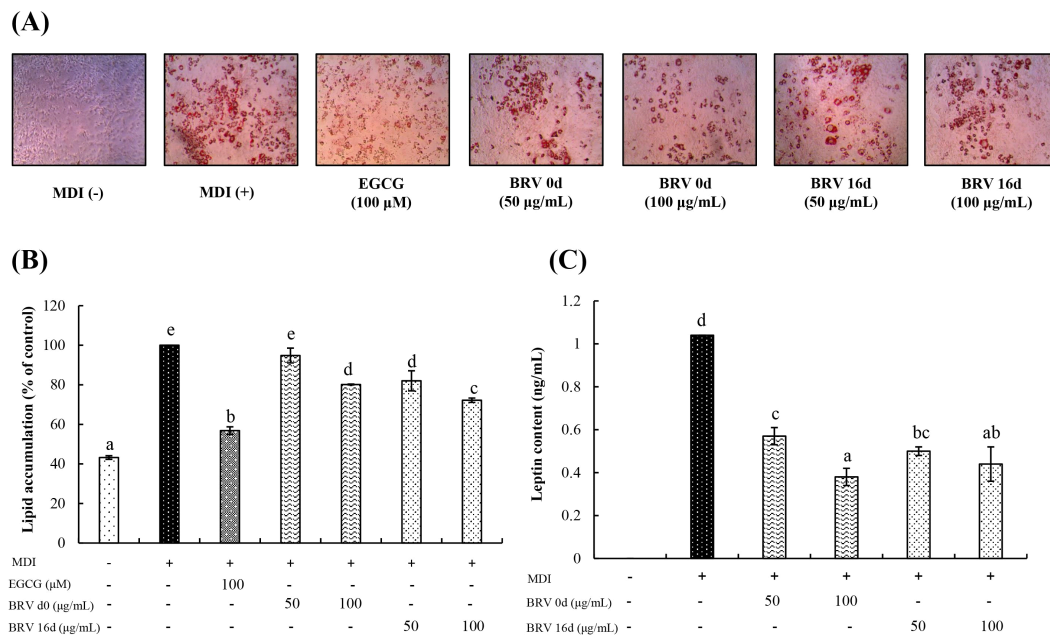 (A)
MDI (-)
MDI (+)
EGCG
(100 μM)
BRV 0d
(50 μg/mL)
BRV 0d
(100 μg/mL)
BRV 16d
(50 μg/mL)
BRV 16d
(100 μg/mL)
(B)
Lipid accumulation (% of control)
120
100
80
60
40
20
0
a
e
b
e
d
d
c
MDI - + + + + + +
EGCG (μM) - - 100 - - - -
BRV d0 (μg/mL) - - - 50 100 - -
BRV 16d (μg/mL) - - - - - 50 100
(C)
Leptin content (ng/mL)
1.2
1
0.8
0.6
0.4
0.2
0
d
c
a
bc
ab
MDI - + + + + +
BRV 0d (μg/mL) - - 50 100 - -
BRV 16d (μg/mL) - - - - 50 100